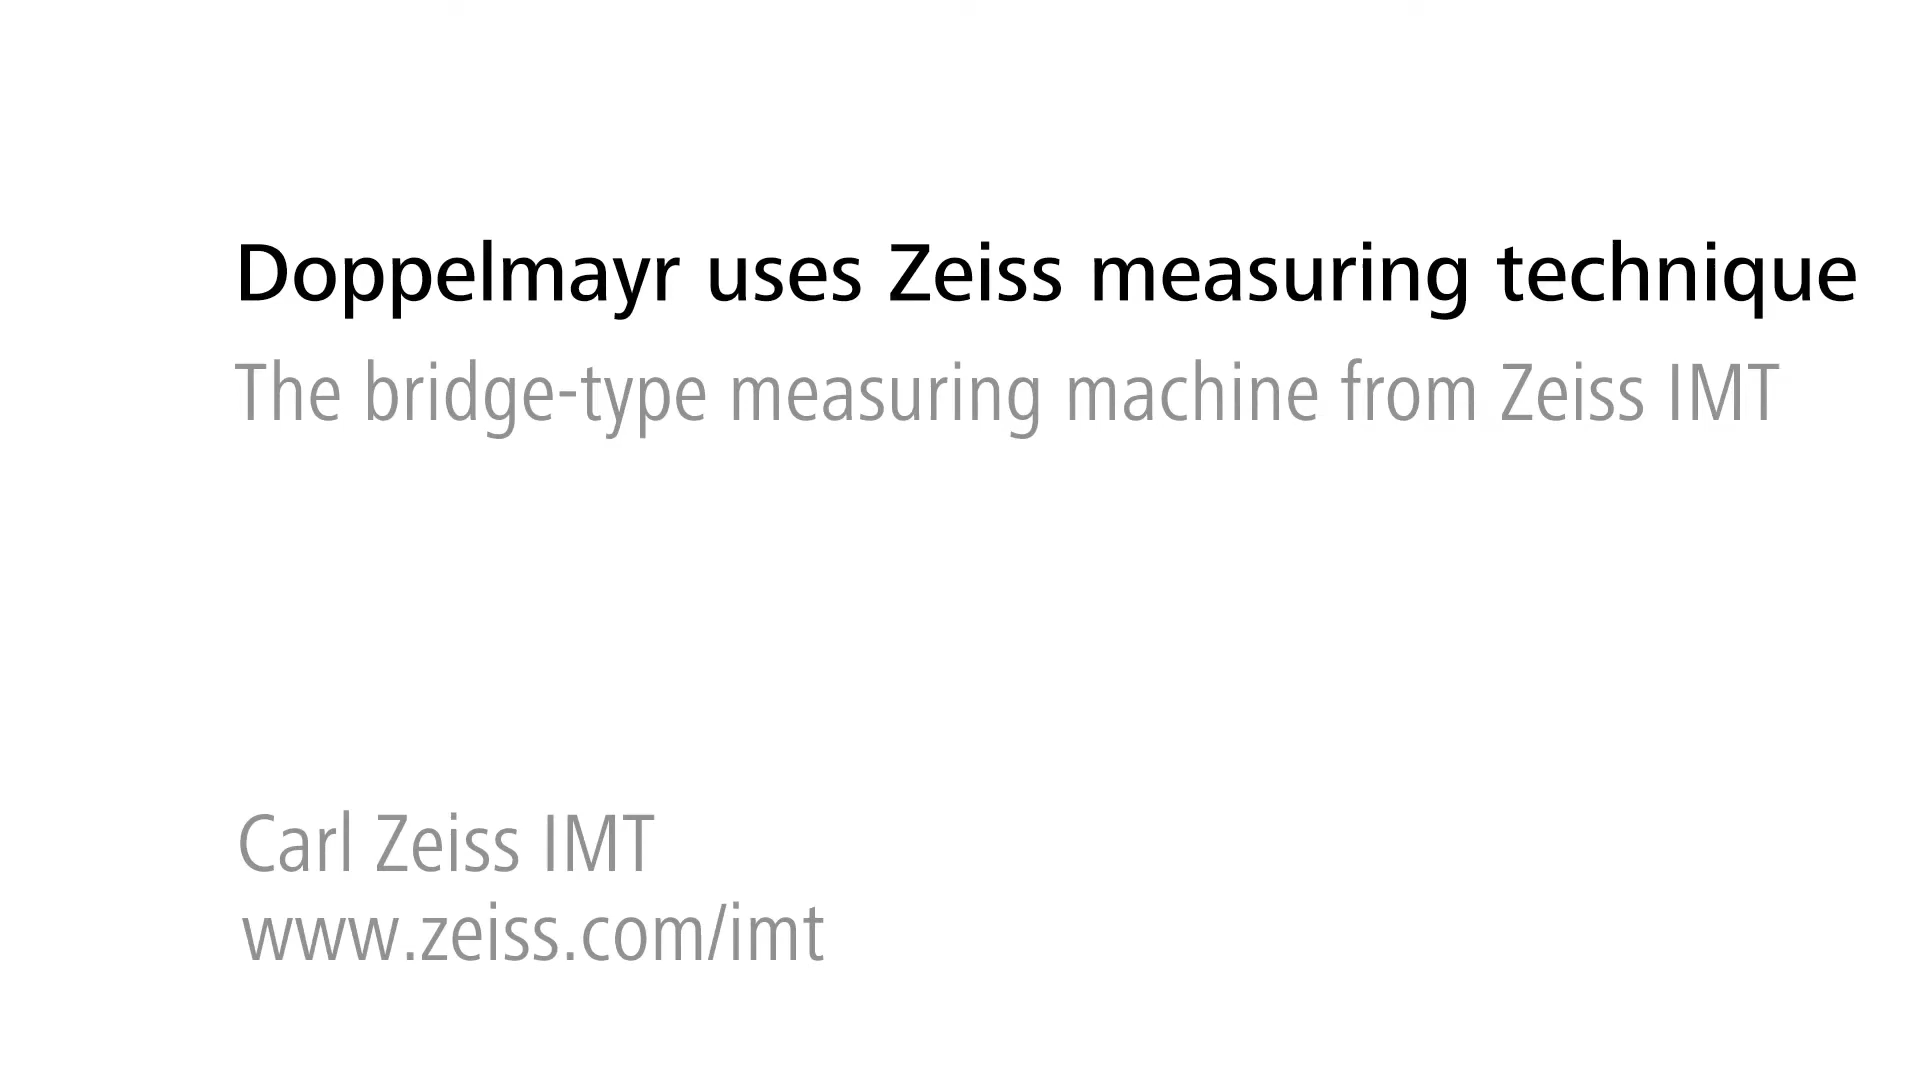 Doppelmayr uses Zeiss measuring technique
The bridge-type measuring machine from Zeiss IMT
Carl Zeiss IMT
www.zeiss.com/imt